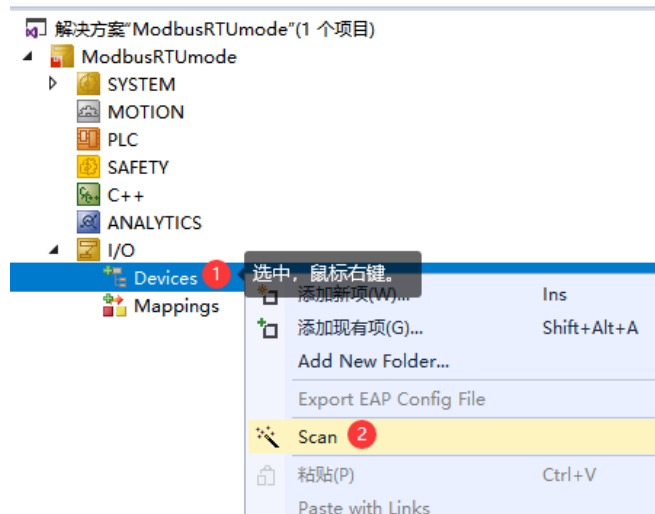 解决方案"ModbusRTUmode"(1 个项目)
ModbusRTUmode
SYSTEM
MOTION
PLC
SAFETY
C++
ANALYTICS
I/O
Devices 1 选中，鼠标右键。
Mappings
添加新项(W)... Ins
添加现有项(G)... Shift+Alt+A
Add New Folder...
Export EAP Config File
Scan 2
粘贴(P) Ctrl+V
Paste with Links